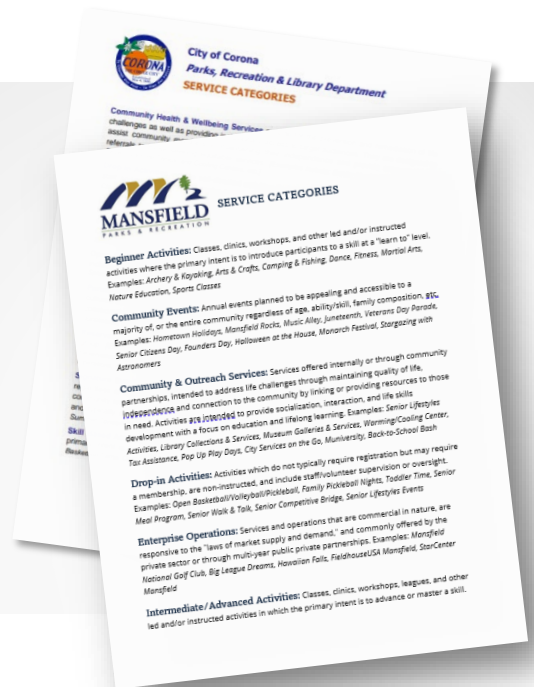 City of Corona
Parks, Recreation & Library Department
SERVICE CATEGORIES
CORONA
Community Health & Wellbeing Services
challenges as well as providing
assist community
MANSFIELD
PARKS & RECREATION
SERVICE CATEGORIES
Beginner Activities: Classes, clinics, workshops, and other led and/or instructed
activities where the primary intent is to introduce participants to a skill at a "learn to" level.
Examples: Archery & Kayaking, Arts & Crafts, Camping & Fishing, Dance, Fitness, Martial Arts,
Nature Education, Sports Classes
Community Events: Annual events planned to be appealing and accessible to a
majority of, or the entire community regardless of age, ability/skill, family composition, etc.
Examples: Hometown Holidays, Mansfield Rocks, Music Alley, Juneteenth, Veterans Day Parade,
Senior Citizens Day, Founders Day, Halloween at the House, Monarch Festival, Stargazing with
Astronomers
Community & Outreach Services: Services offered internally or through community
partnerships, intended to address life challenges through maintaining quality of life,
independence and connection to the community by linking or providing resources to those
in need. Activities are intended to provide socialization, interaction, and life skills
development with a focus on education and lifelong learning. Examples: Senior Lifestyles
Activities, Library Collections & Services, Museum Galleries & Services, Warming/Cooling Center,
Tax Assistance, Pop Up Play Days, City Services on the Go, Muniversity, Back-to-School Bash
Drop-in Activities: Activities which do not typically require registration but may require
a membership, are non-instructed, and include staff/volunteer supervision or oversight.
Examples: Open Basketball/Volleyball/Pickleball, Family Pickleball Nights, Toddler Time, Senior
Meal Program, Senior Walk & Talk, Senior Competitive Bridge, Senior Lifestyles Events
Enterprise Operations: Services and operations that are commercial in nature, are
responsive to the "laws of market supply and demand," and commonly offered by the
private sector or through multi-year public private partnerships. Examples: Mansfield
National Golf Club, Big League Dreams, Hawaiian Falls, FieldhouseUSA Mansfield, StarCenter
Mansfield
Intermediate/Advanced Activities: Classes, clinics, workshops, leagues, and other
led and/or instructed activities in which the primary intent is to advance or master a skill.
Skill